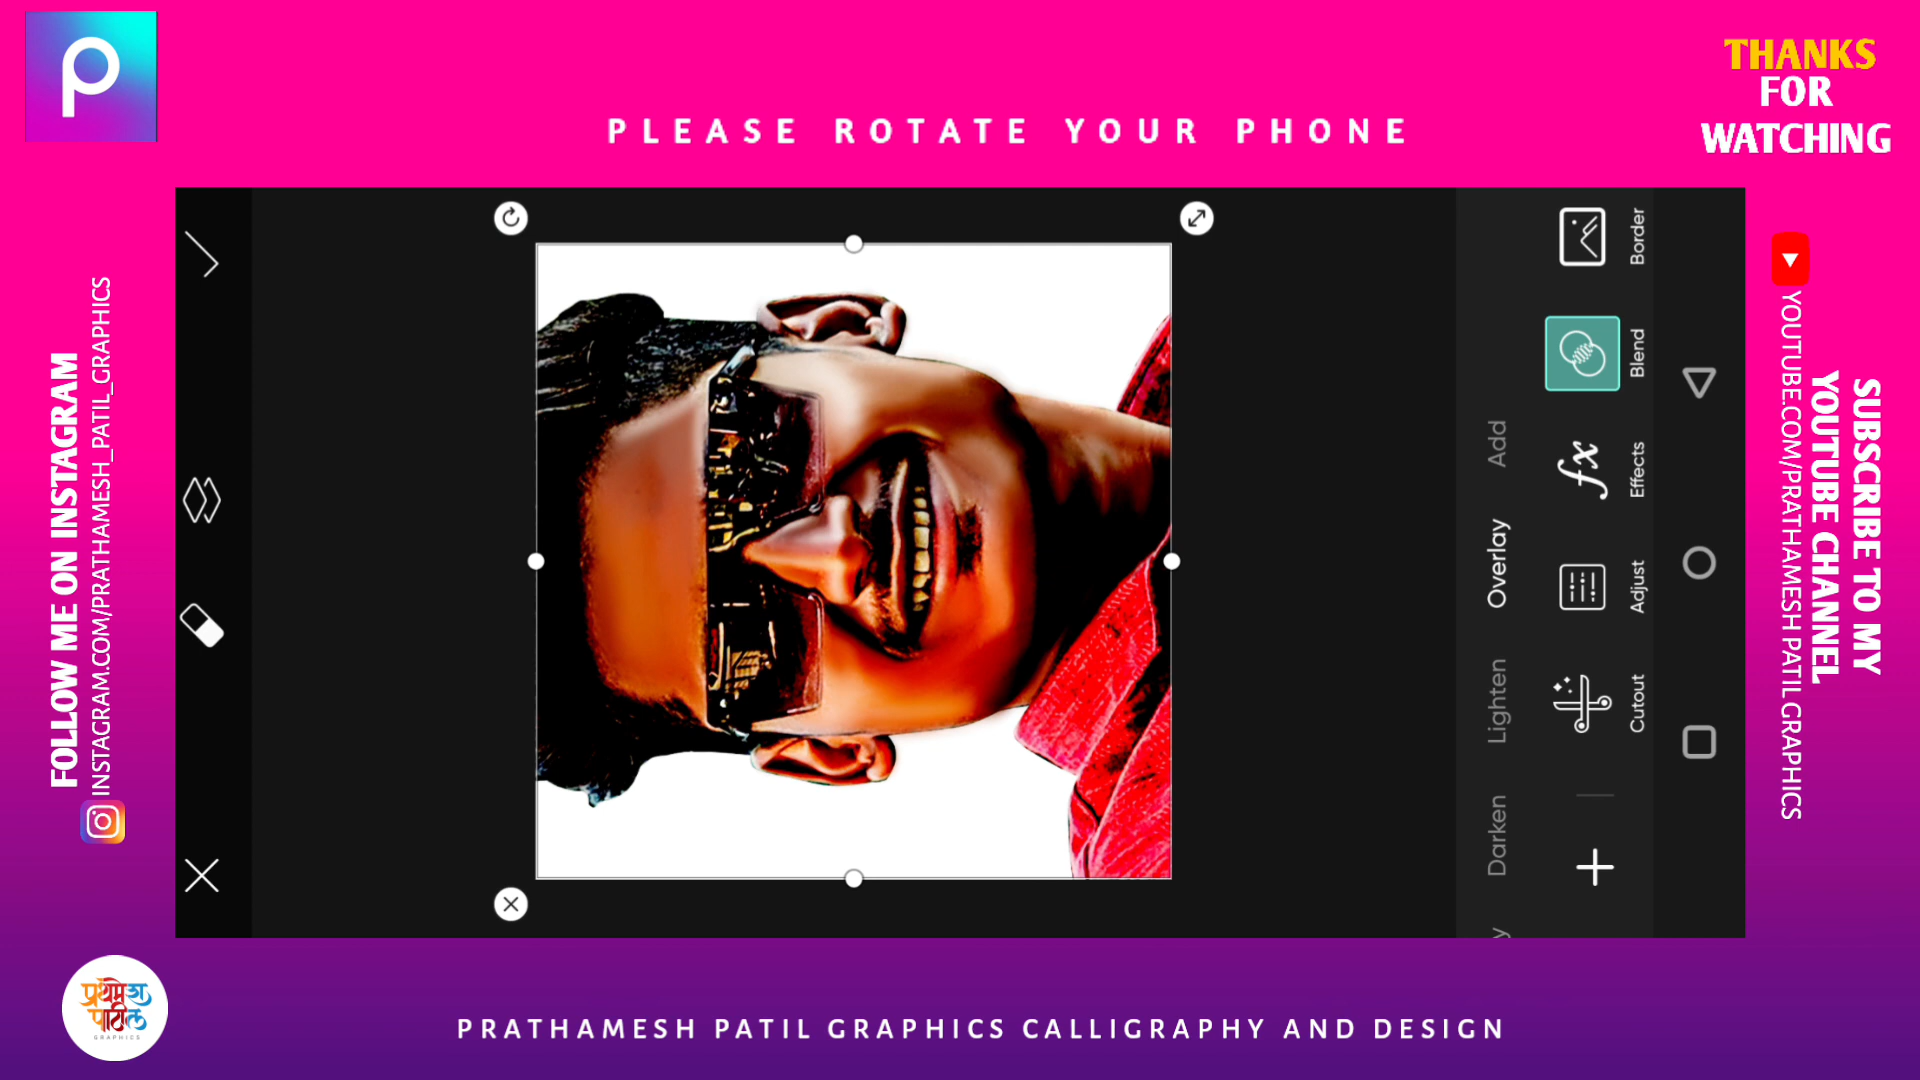 THANKS
FOR
WATCHING
PLEASE ROTATE YOUR PHONE
FOLLOW ME ON INSTAGRAM
INSTAGRAM.COM/PRATHAMESH_PATIL_GRAPHICS
SUBSCRIBE TO MY
YOUTUBE CHANNEL
YOUTUBE.COM/PRATHAMESH PATIL GRAPHICS
Border
Blend
Effects
Adjust
Cutout
Add
Overlay
Lighten
Darken
y
प्रथमेश
पाटील
GRAPHICS
PRATHAMESH PATIL GRAPHICS CALLIGRAPHY AND DESIGN